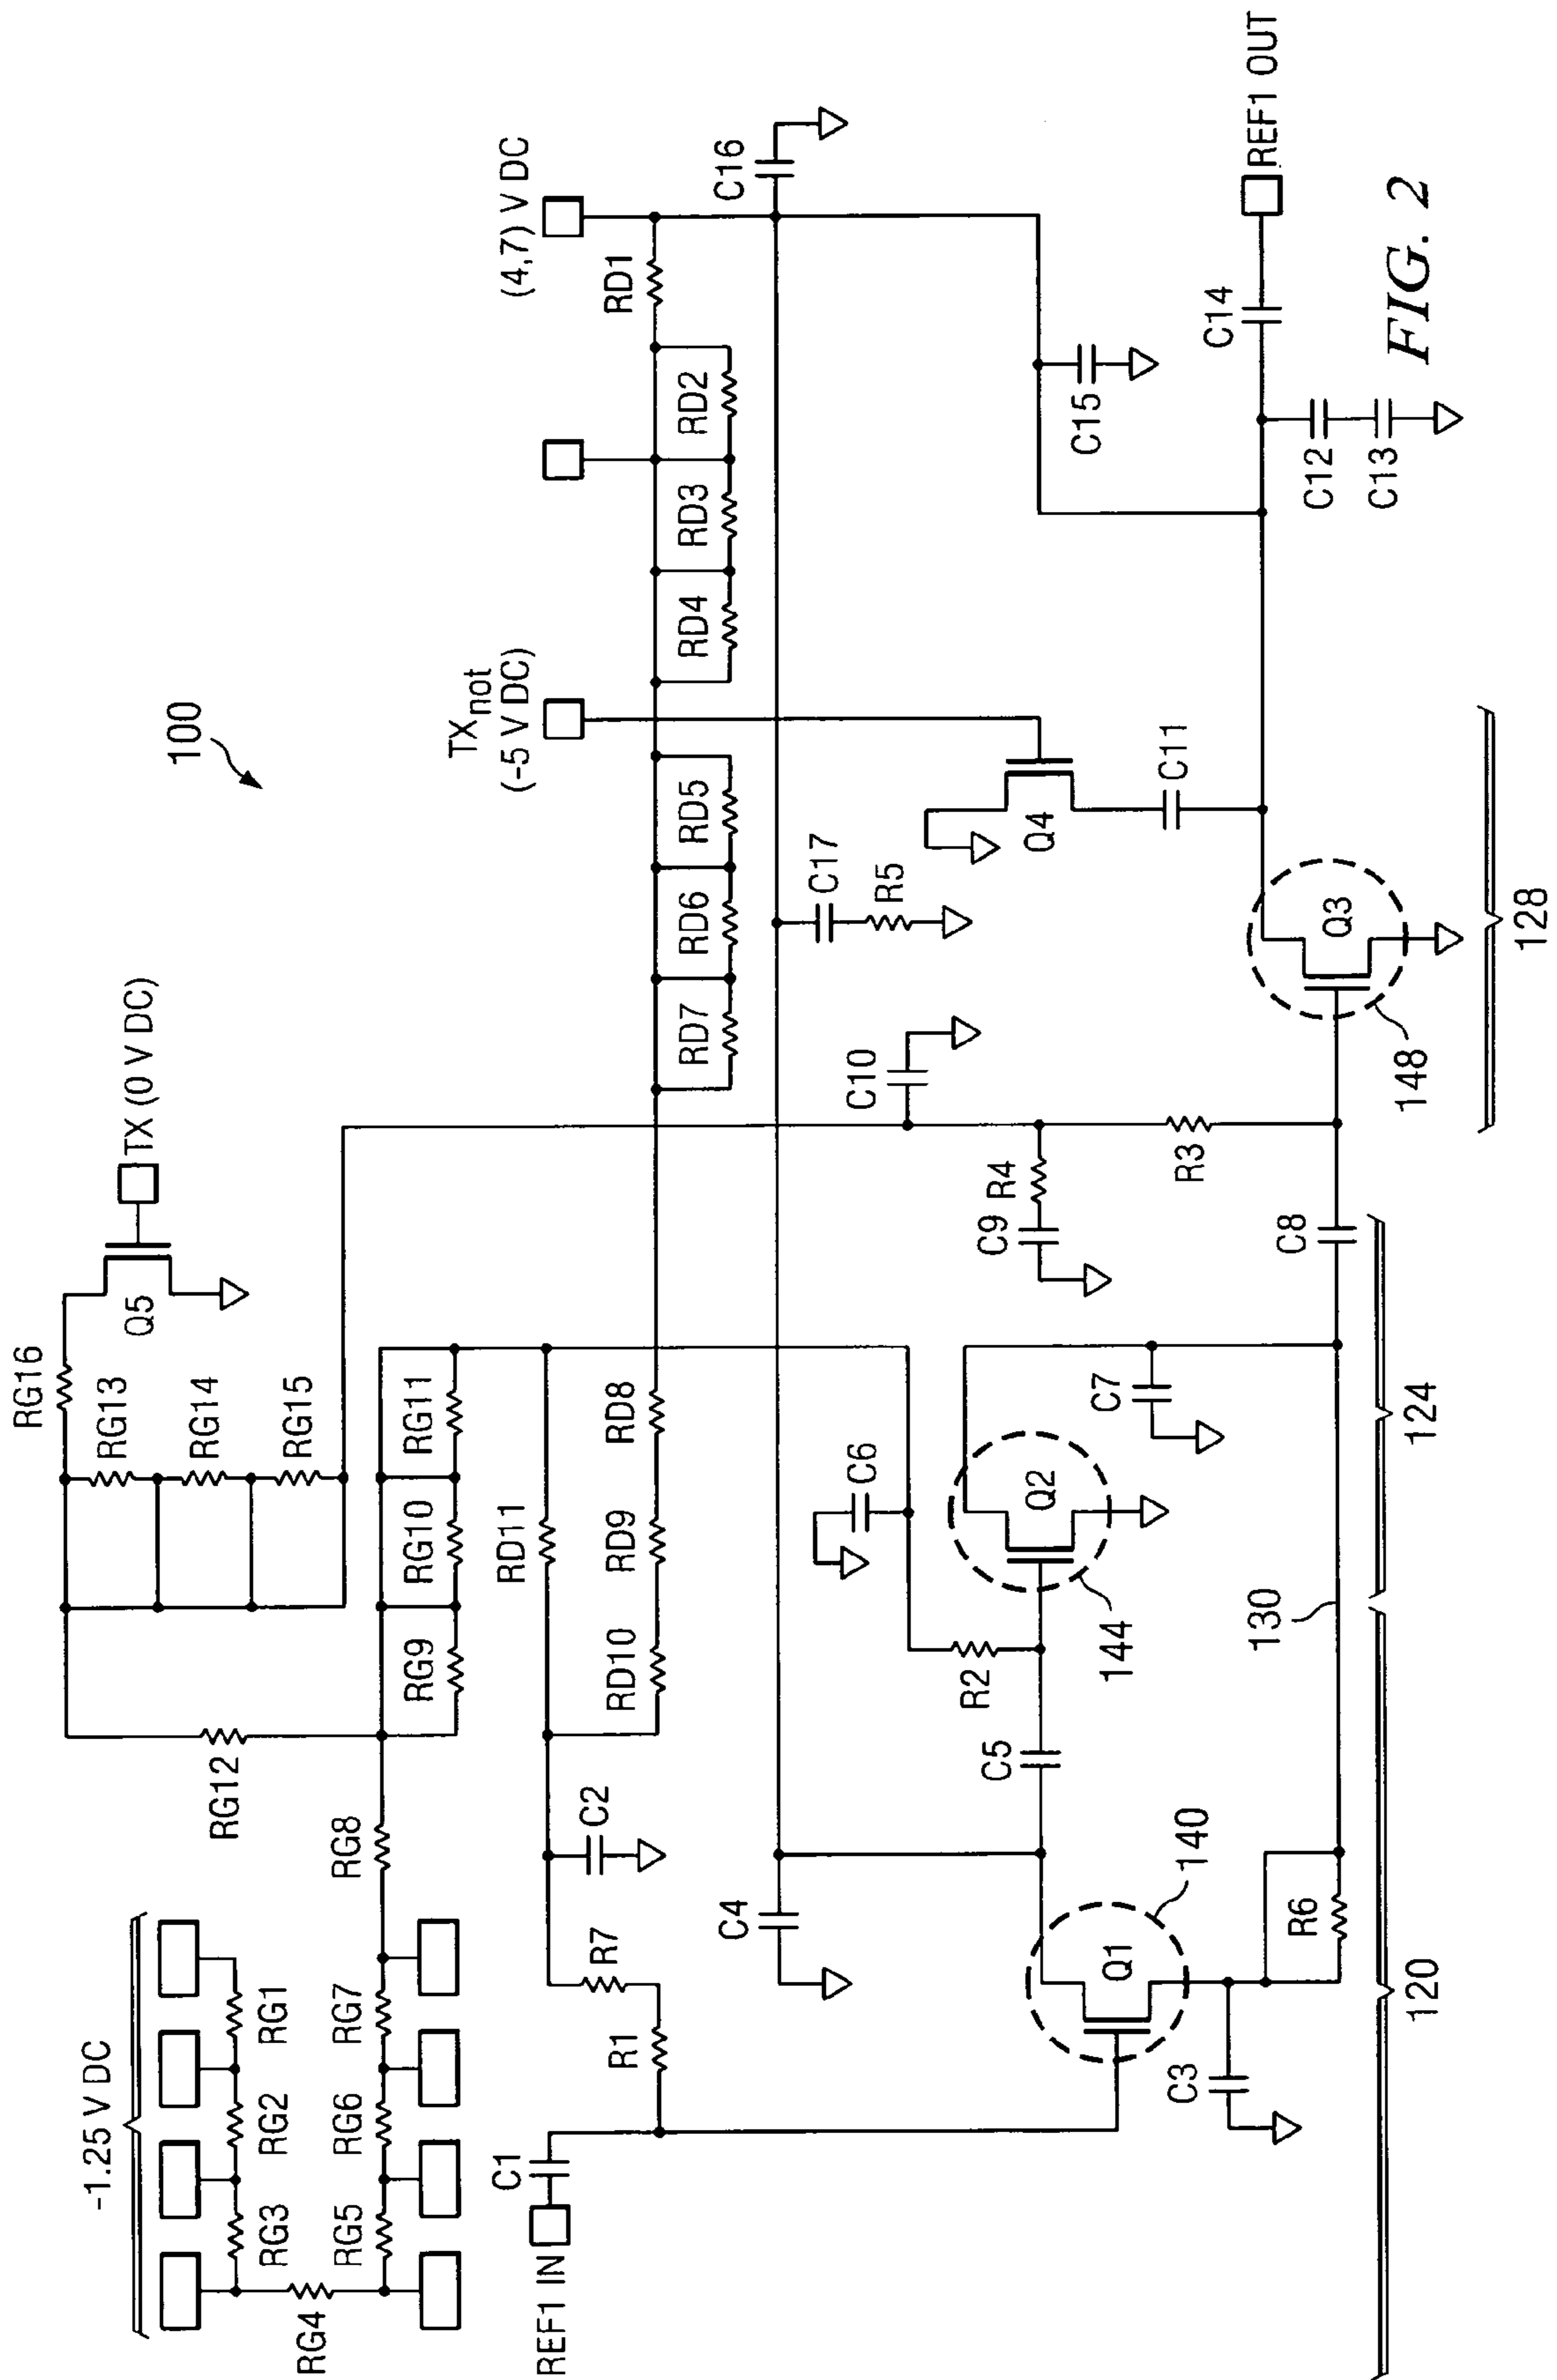 100
-1.25 V DC
RG3
RG2
RG1
RG4
RG5
RG6
RG7
RG8
RG12
RG16
RG13
RG14
RG15
Q5
TX (0 V DC)
TXnot
(-5 V DC)
(4,7) V DC
RG9
RG10
RG11
RD11
RD10
RD9
RD8
RD7
RD6
RD5
RD4
RD3
RD2
RD1
REF1 IN
C1
R1
R7
C2
C4
C17
R5
C16
C6
R2
C5
C10
C9
R4
R3
Q4
C11
C15
Q1
140
C3
R6
Q2
144
C7
130
C8
Q3
148
C12
C13
C14
REF1 OUT
120
124
128
FIG. 2